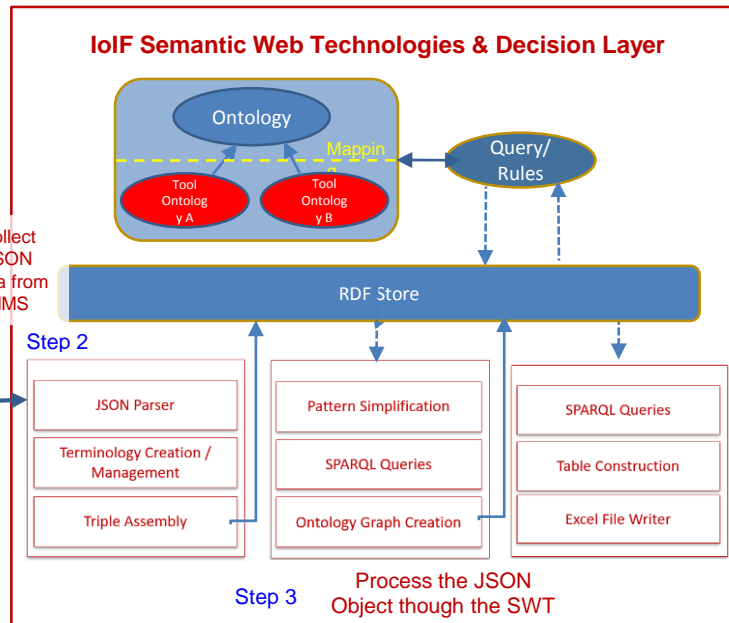 IoIF Semantic Web Technologies & Decision Layer
Ontology
Mappin
g
Query/
Rules
Tool
Ontolog
y A
Tool
Ontolog
y B
ollect
SON
a from
MS
RDF Store
Step 2
JSON Parser
Terminology Creation /
Management
Triple Assembly
Pattern Simplification
SPARQL Queries
Ontology Graph Creation
SPARQL Queries
Table Construction
Excel File Writer
Step 3
Process the JSON
Object though the SWT